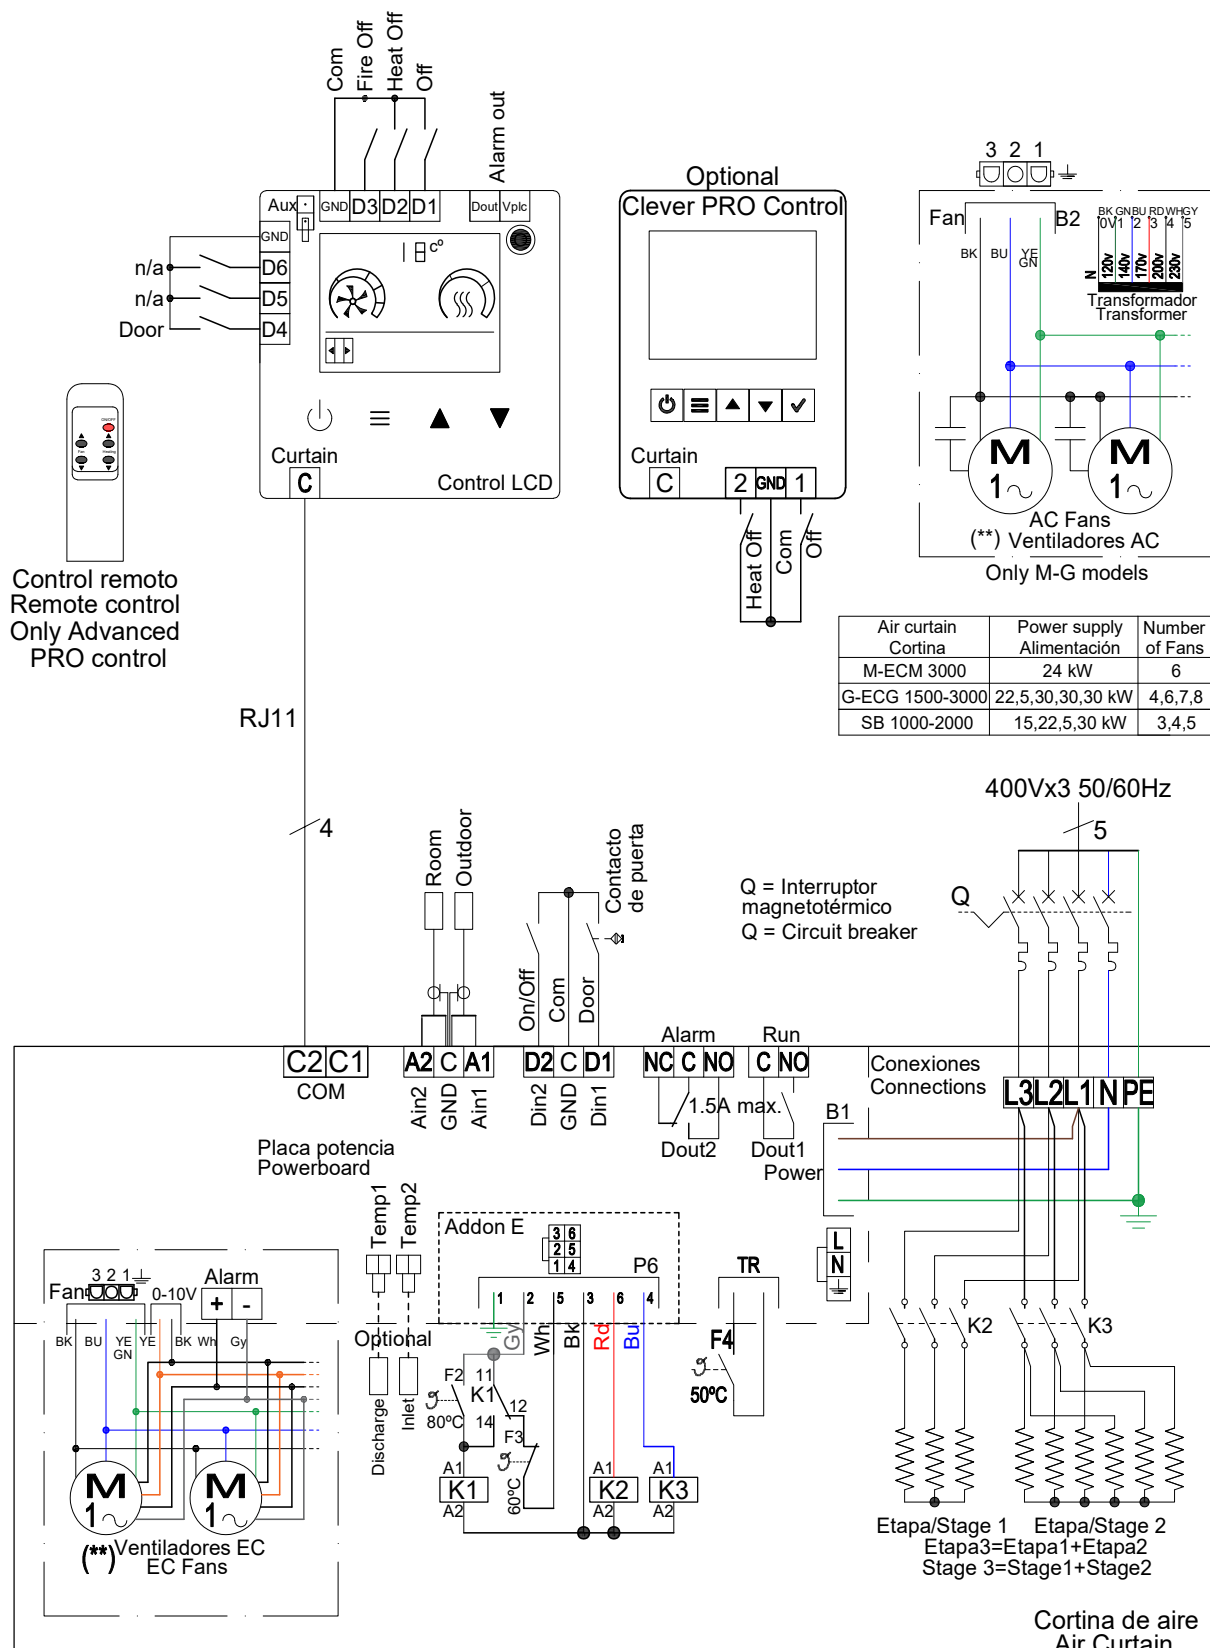 Com
Fire Off
Heat Off
Off
Alarm out
Aux
GND D3 D2 D1
Dout Vplc
GND
D6
D5
D4
n/a
n/a
Door
cº
Curtain
C
Control LCD
ON/OFF
Fan
Heating
Control remoto
Remote control
Only Advanced
PRO control
Optional
Clever PRO Control
Curtain
C
2 GND 1
Heat Off
Com
Off
3 2 1
Fan
B2
BK
BU
YE
GN
BK GN BU RD WH GY
0V 1 2 3 4 5
N
120v
140v
170v
200v
230v
Transformador
Transformer
M
1
M
1
AC Fans
(**) Ventiladores AC
Only M-G models
Air curtain
Cortina
Power supply
Alimentación
Number
of Fans
M-ECM 3000 24 kW 6
G-ECG 1500-3000 22,5,30,30,30 kW 4,6,7,8
SB 1000-2000 15,22,5,30 kW 3,4,5
RJ11
4
400Vx3 50/60Hz
5
Q
Q = Interruptor
magnetotérmico
Q = Circuit breaker
Room
Outdoor
On/Off
Com
Door
Contacto
de puerta
C2 C1
COM
A2 C A1
Ain2
GND
Ain1
D2 C D1
Din2
GND
Din1
Alarm
NC C NO
Run
C NO
1.5A max.
Dout2
Dout1
Conexiones
Connections
L3 L2 L1 N PE
B1
Power
Placa potencia
Powerboard
Temp1
Temp2
Optional
Discharge
Inlet
Addon E
3 6
2 5
1 4
P6
1 2 5 3 6 4
Gy
Wh
Bk
Rd
Bu
TR
F4
50ºC
L
N
F2
80ºC
11
K1
14
12
F3
60ºC
A1
K1
A2
A1
K2
A2
A1
K3
A2
K2
K3
Fan
3 2 1
0-10V
Alarm
+ -
BK
BU
YE
GN
YE
BK
Wh
Gy
M
1
M
1
(**) Ventiladores EC
EC Fans
Etapa/Stage 1
Etapa/Stage 2
Etapa3=Etapa1+Etapa2
Stage 3=Stage1+Stage2
Cortina de aire
Air Curtain